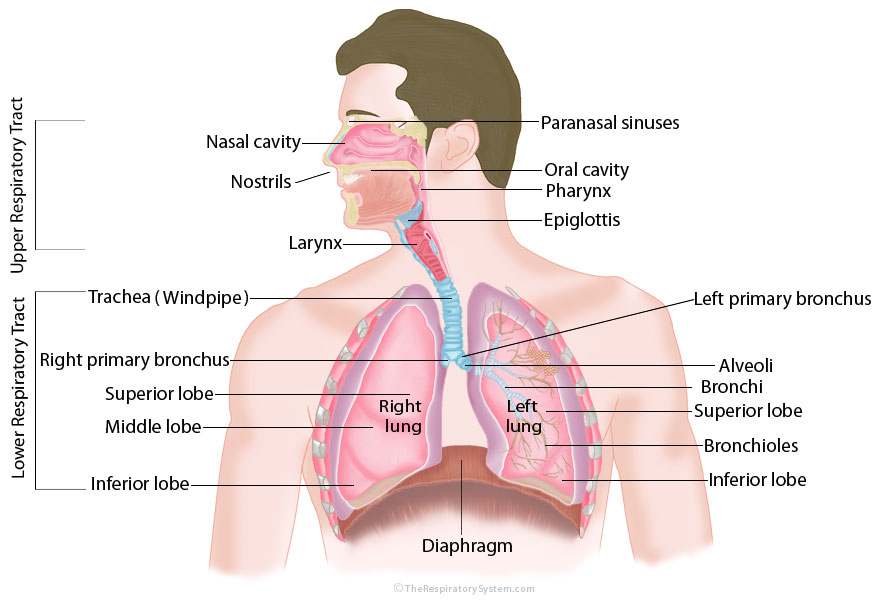 Upper Respiratory Tract
Nasal cavity
Nostrils
Larynx
Paranasal sinuses
Oral cavity
Pharynx
Epiglottis
Lower Respiratory Tract
Trachea (Windpipe)
Right primary bronchus
Superior lobe
Middle lobe
Inferior lobe
Right
lung
Left
lung
Left primary bronchus
Alveoli
Bronchi
Superior lobe
Bronchioles
Inferior lobe
Diaphragm
©TheRespiratorySystem.com